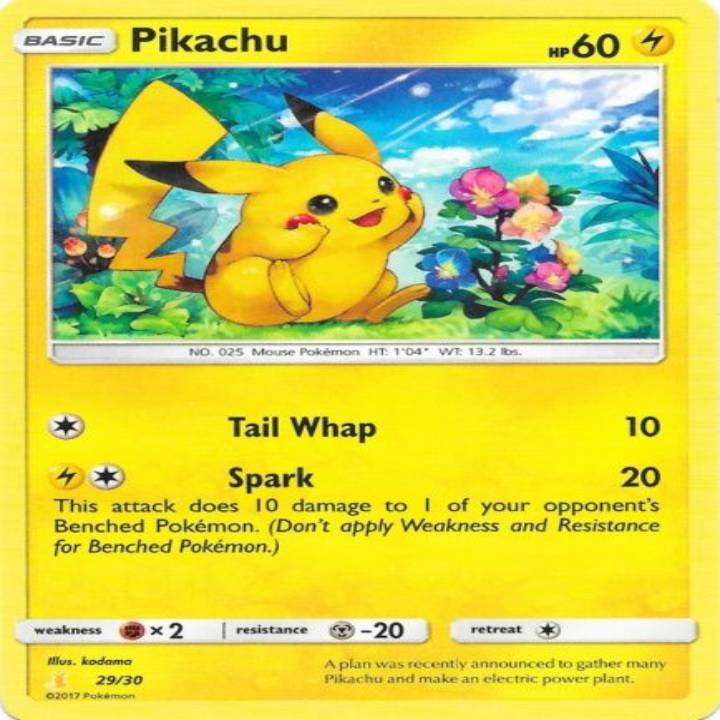 BASIC Pikachu HP60
NO. 025 Mouse Pokémon HT: 1'04" WT: 13.2 lbs.
Tail Whap 10
Spark 20
This attack does 10 damage to 1 of your opponent's
Benched Pokémon. (Don't apply Weakness and Resistance
for Benched Pokémon.)
weakness ×2 resistance -20 retreat
Illus. kodama
29/30
©2017 Pokémon
A plan was recently announced to gather many
Pikachu and make an electric power plant.